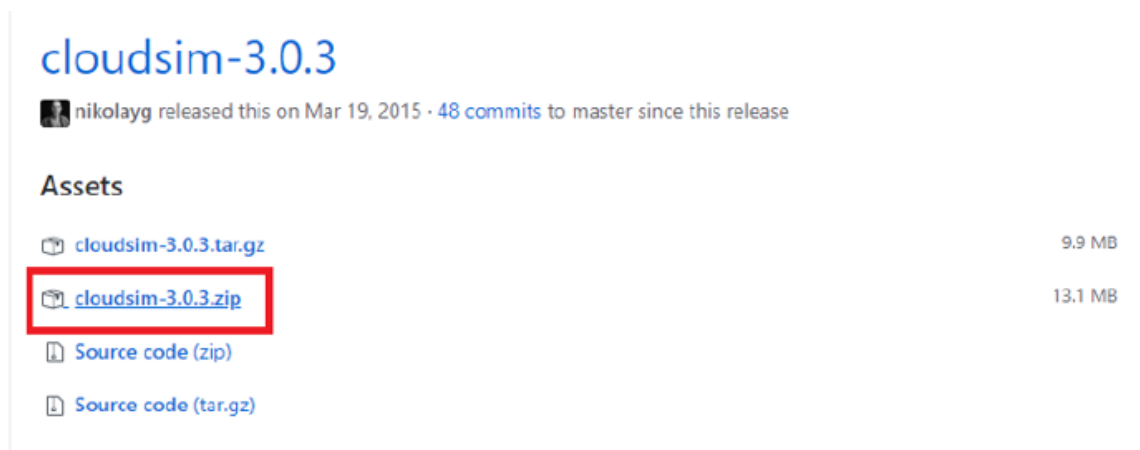 cloudsim-3.0.3
nikolayg released this on Mar 19, 2015 · 48 commits to master since this release
Assets
cloudsim-3.0.3.tar.gz 9.9 MB
cloudsim-3.0.3.zip 13.1 MB
Source code (zip)
Source code (tar.gz)